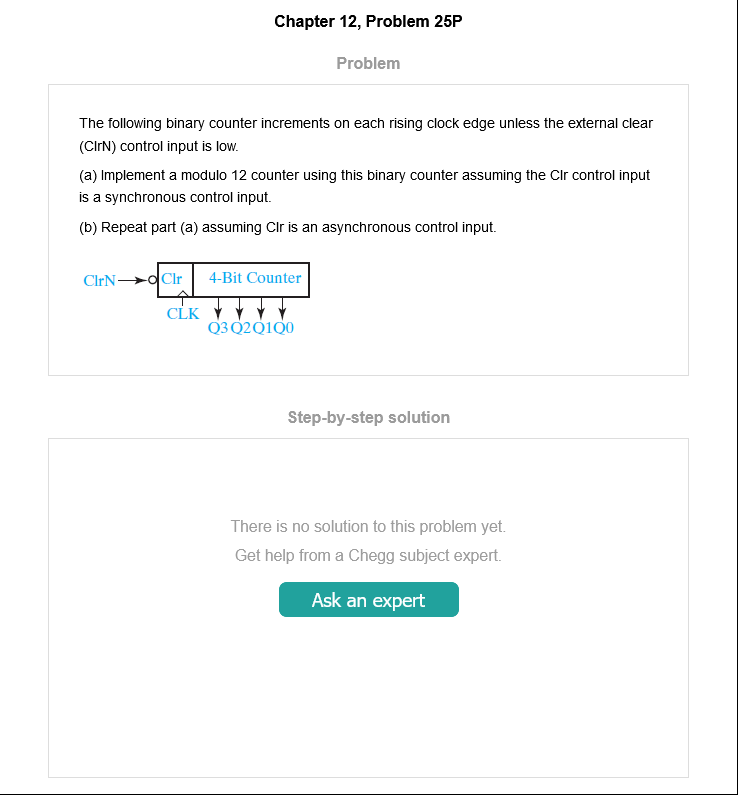 Chapter 12, Problem 25P
Problem
The following binary counter increments on each rising clock edge unless the external clear
(ClrN) control input is low.
(a) Implement a modulo 12 counter using this binary counter assuming the Clr control input
is a synchronous control input.
(b) Repeat part (a) assuming Clr is an asynchronous control input.
ClrN Clr 4-Bit Counter
CLK
Q3 Q2 Q1 Q0
Step-by-step solution
There is no solution to this problem yet.
Get help from a Chegg subject expert.
Ask an expert